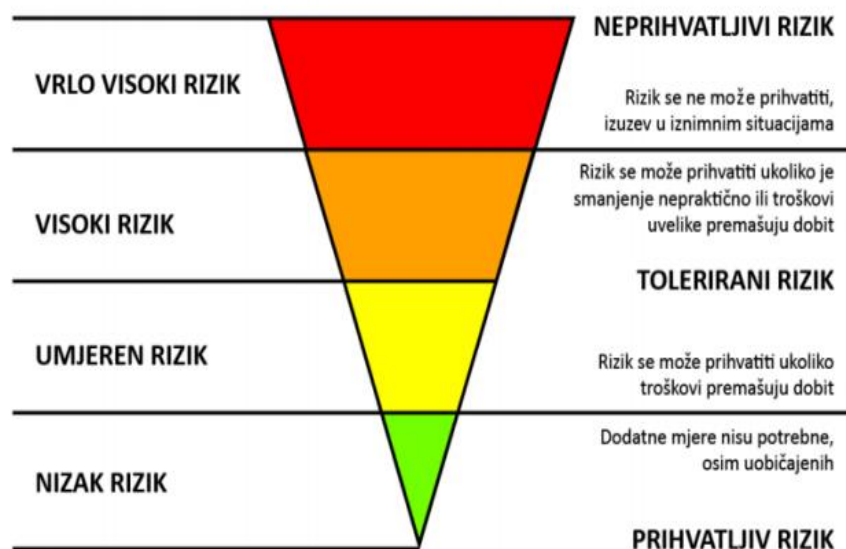 NEPRIHVATLJIVI RIZIK
VRLO VISOKI RIZIK
Rizik se ne može prihvatiti,
izuzev u iznimnim situacijama
Rizik se može prihvatiti ukoliko je
smanjenje nepraktično ili troškovi
uvelike premašuju dobit
VISOKI RIZIK
TOLERIRANI RIZIK
UMJEREN RIZIK
Rizik se može prihvatiti ukoliko
troškovi premašuju dobit
Dodatne mjere nisu potrebne,
osim uobičajenih
NIZAK RIZIK
PRIHVATLJIV RIZIK